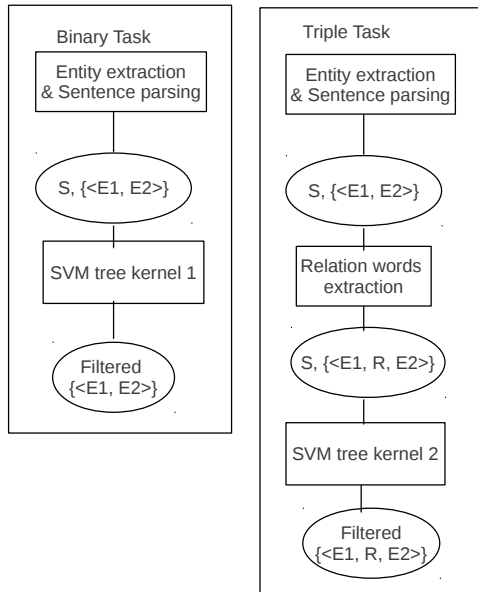 Binary Task
Entity extraction
& Sentence parsing
S, {<E1, E2>}
SVM tree kernel 1
Filtered
{<E1, E2>}
Triple Task
Entity extraction
& Sentence parsing
S, {<E1, E2>}
Relation words
extraction
S, {<E1, R, E2>}
SVM tree kernel 2
Filtered
{<E1, R, E2>}